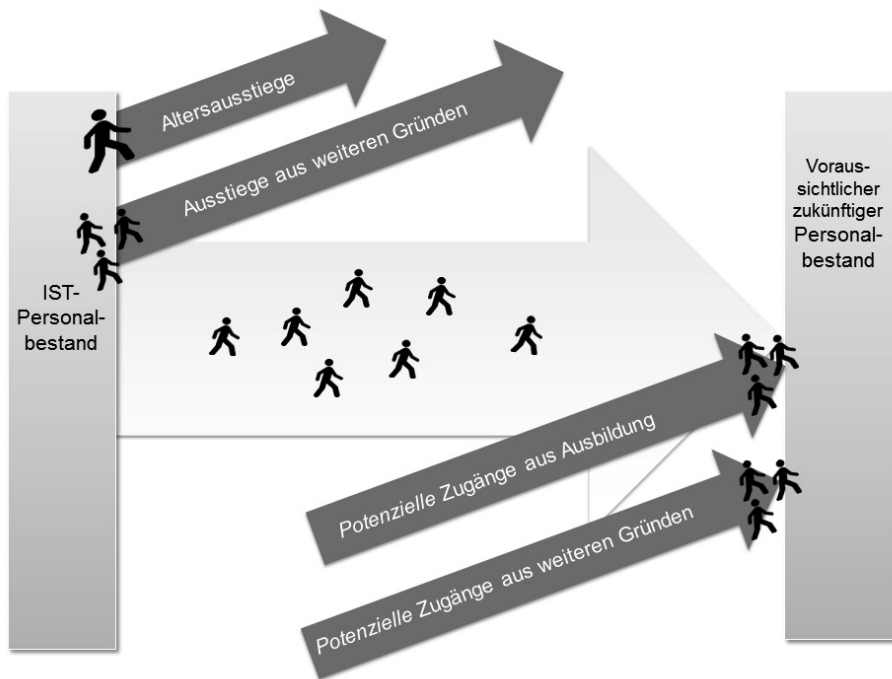 Altersausstiege
Ausstiege aus weiteren Gründen
IST-
Personal-
bestand
Voraus-
sichtlicher
zukünftiger
Personal-
bestand
Potenzielle Zugänge aus Ausbildung
Potenzielle Zugänge aus weiteren Gründen